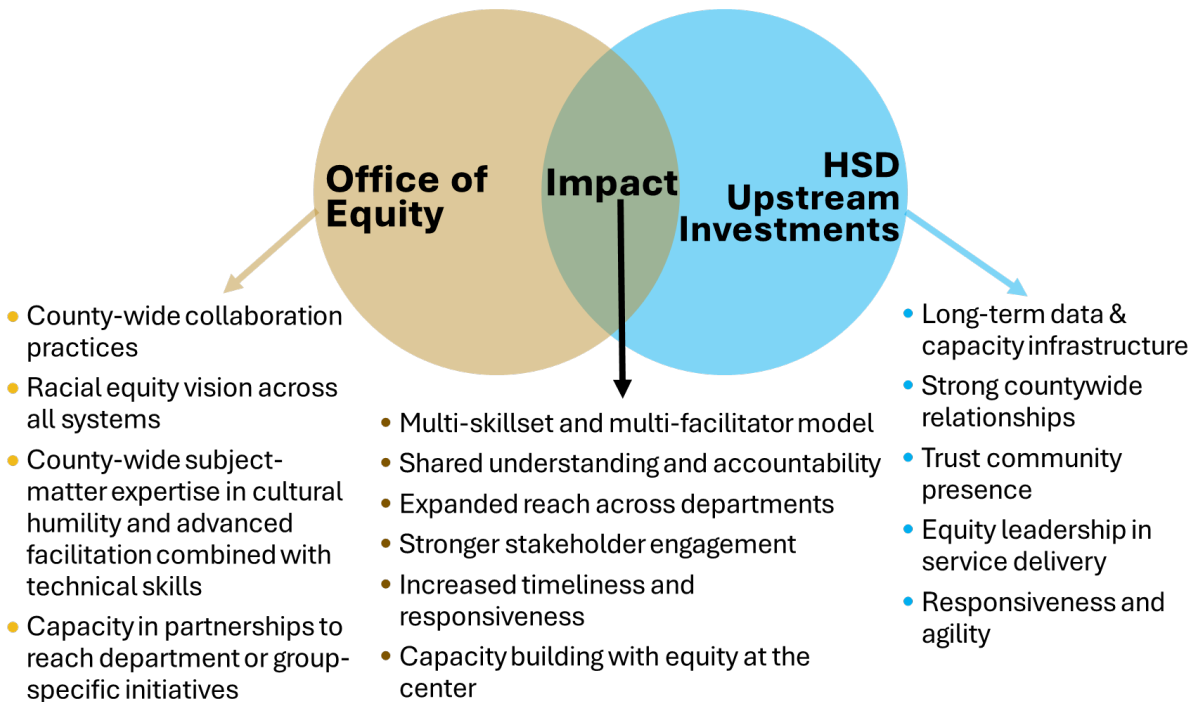 Office of
Equity
Impact
HSD
Upstream
Investments
• County-wide collaboration
practices
• Racial equity vision across
all systems
• County-wide subject-
matter expertise in cultural
humility and advanced
facilitation combined with
technical skills
• Capacity in partnerships to
reach department or group-
specific initiatives
• Multi-skillset and multi-facilitator model
• Shared understanding and accountability
• Expanded reach across departments
• Stronger stakeholder engagement
• Increased timeliness and
responsiveness
• Capacity building with equity at the
center
• Long-term data &
capacity infrastructure
• Strong countywide
relationships
• Trust community
presence
• Equity leadership in
service delivery
• Responsiveness and
agility